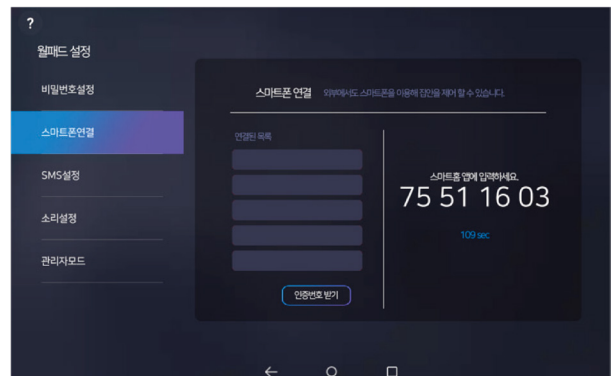 ?
월패드 설정
비밀번호설정
스마트폰연결
SMS설정
소리설정
관리자모드
스마트폰 연결 외부에서도 스마트폰을 이용해 집안을 제어 할 수 있습니다.
연결된 목록
인증번호 받기
스마트홈 앱에 입력하세요.
75 51 16 03
109 sec